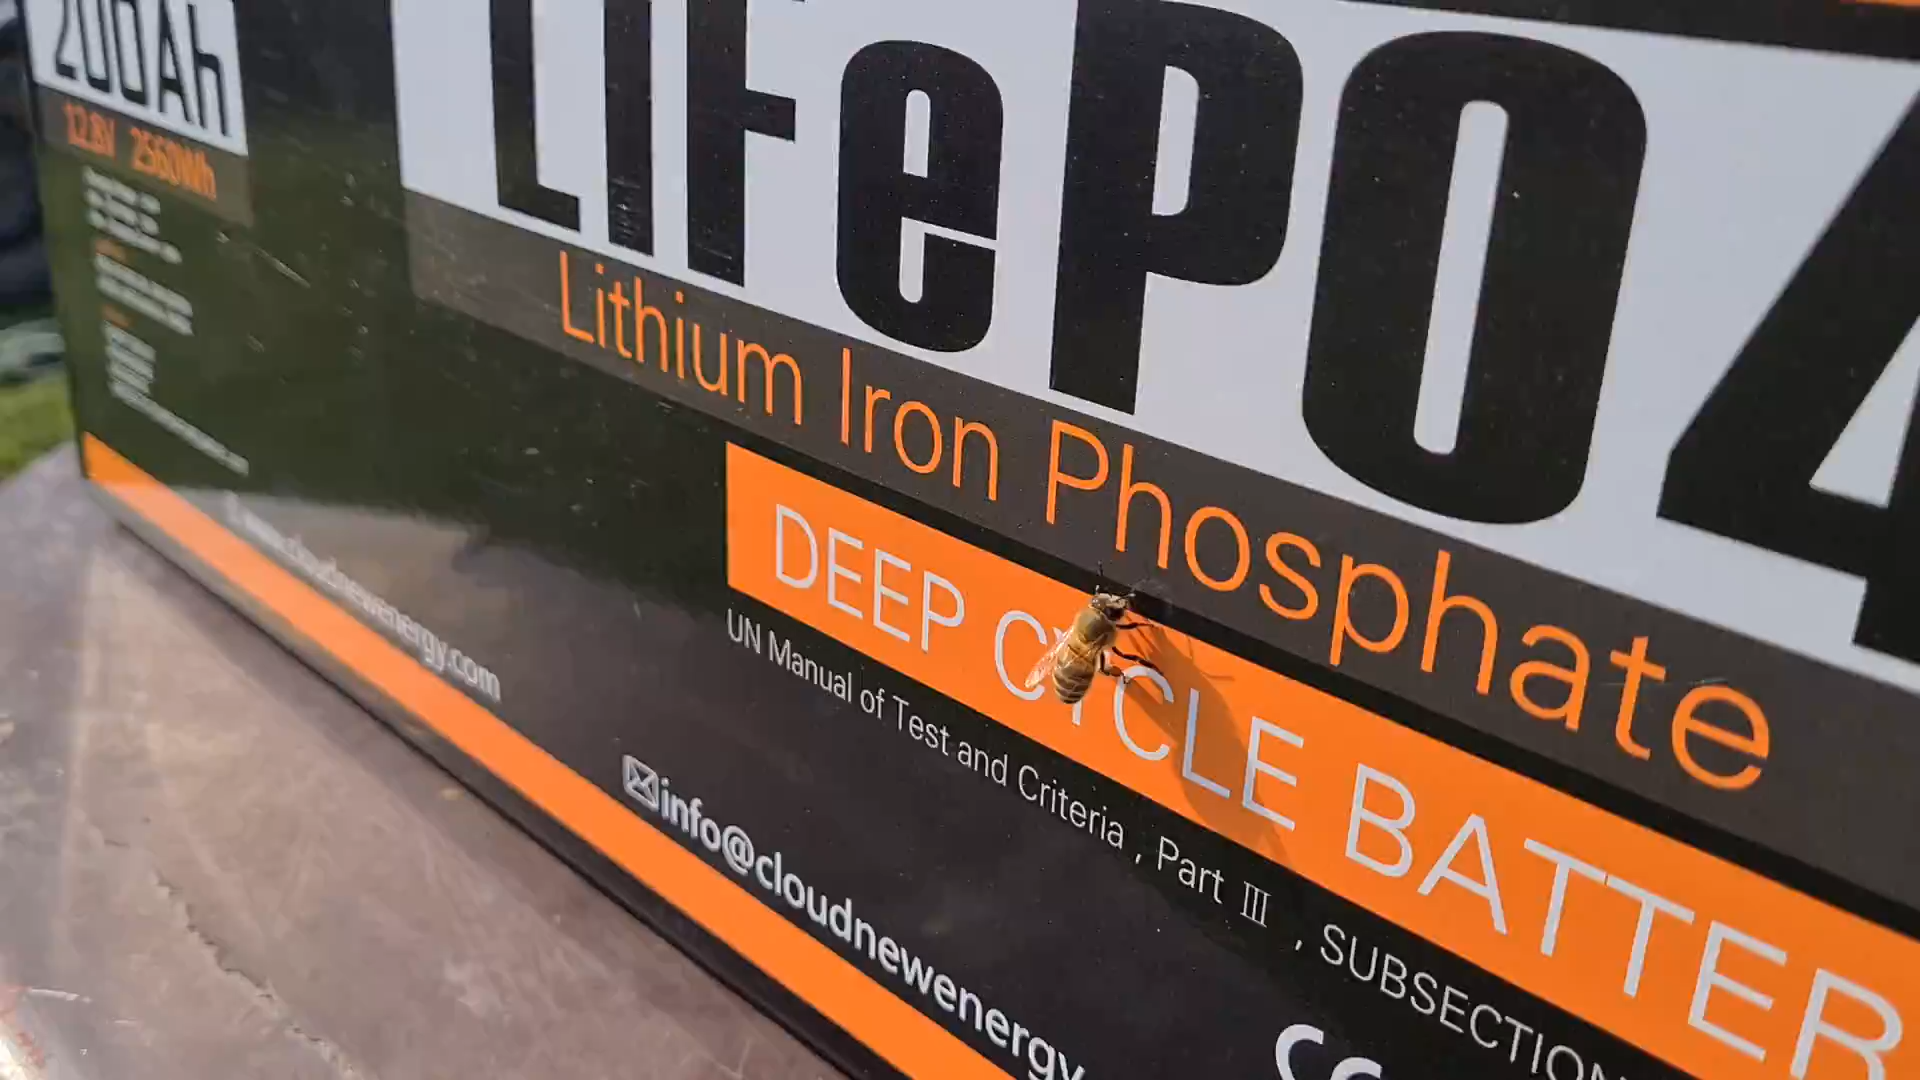 200Ah
12.8V 2560Wh
LiFePO4
Lithium Iron Phosphate
DEEP CYCLE BATTER
UN Manual of Test and Criteria , Part Ⅲ , SUBSECTION
www.cloudnewenergy.com
info@cloudnewenergy
CE